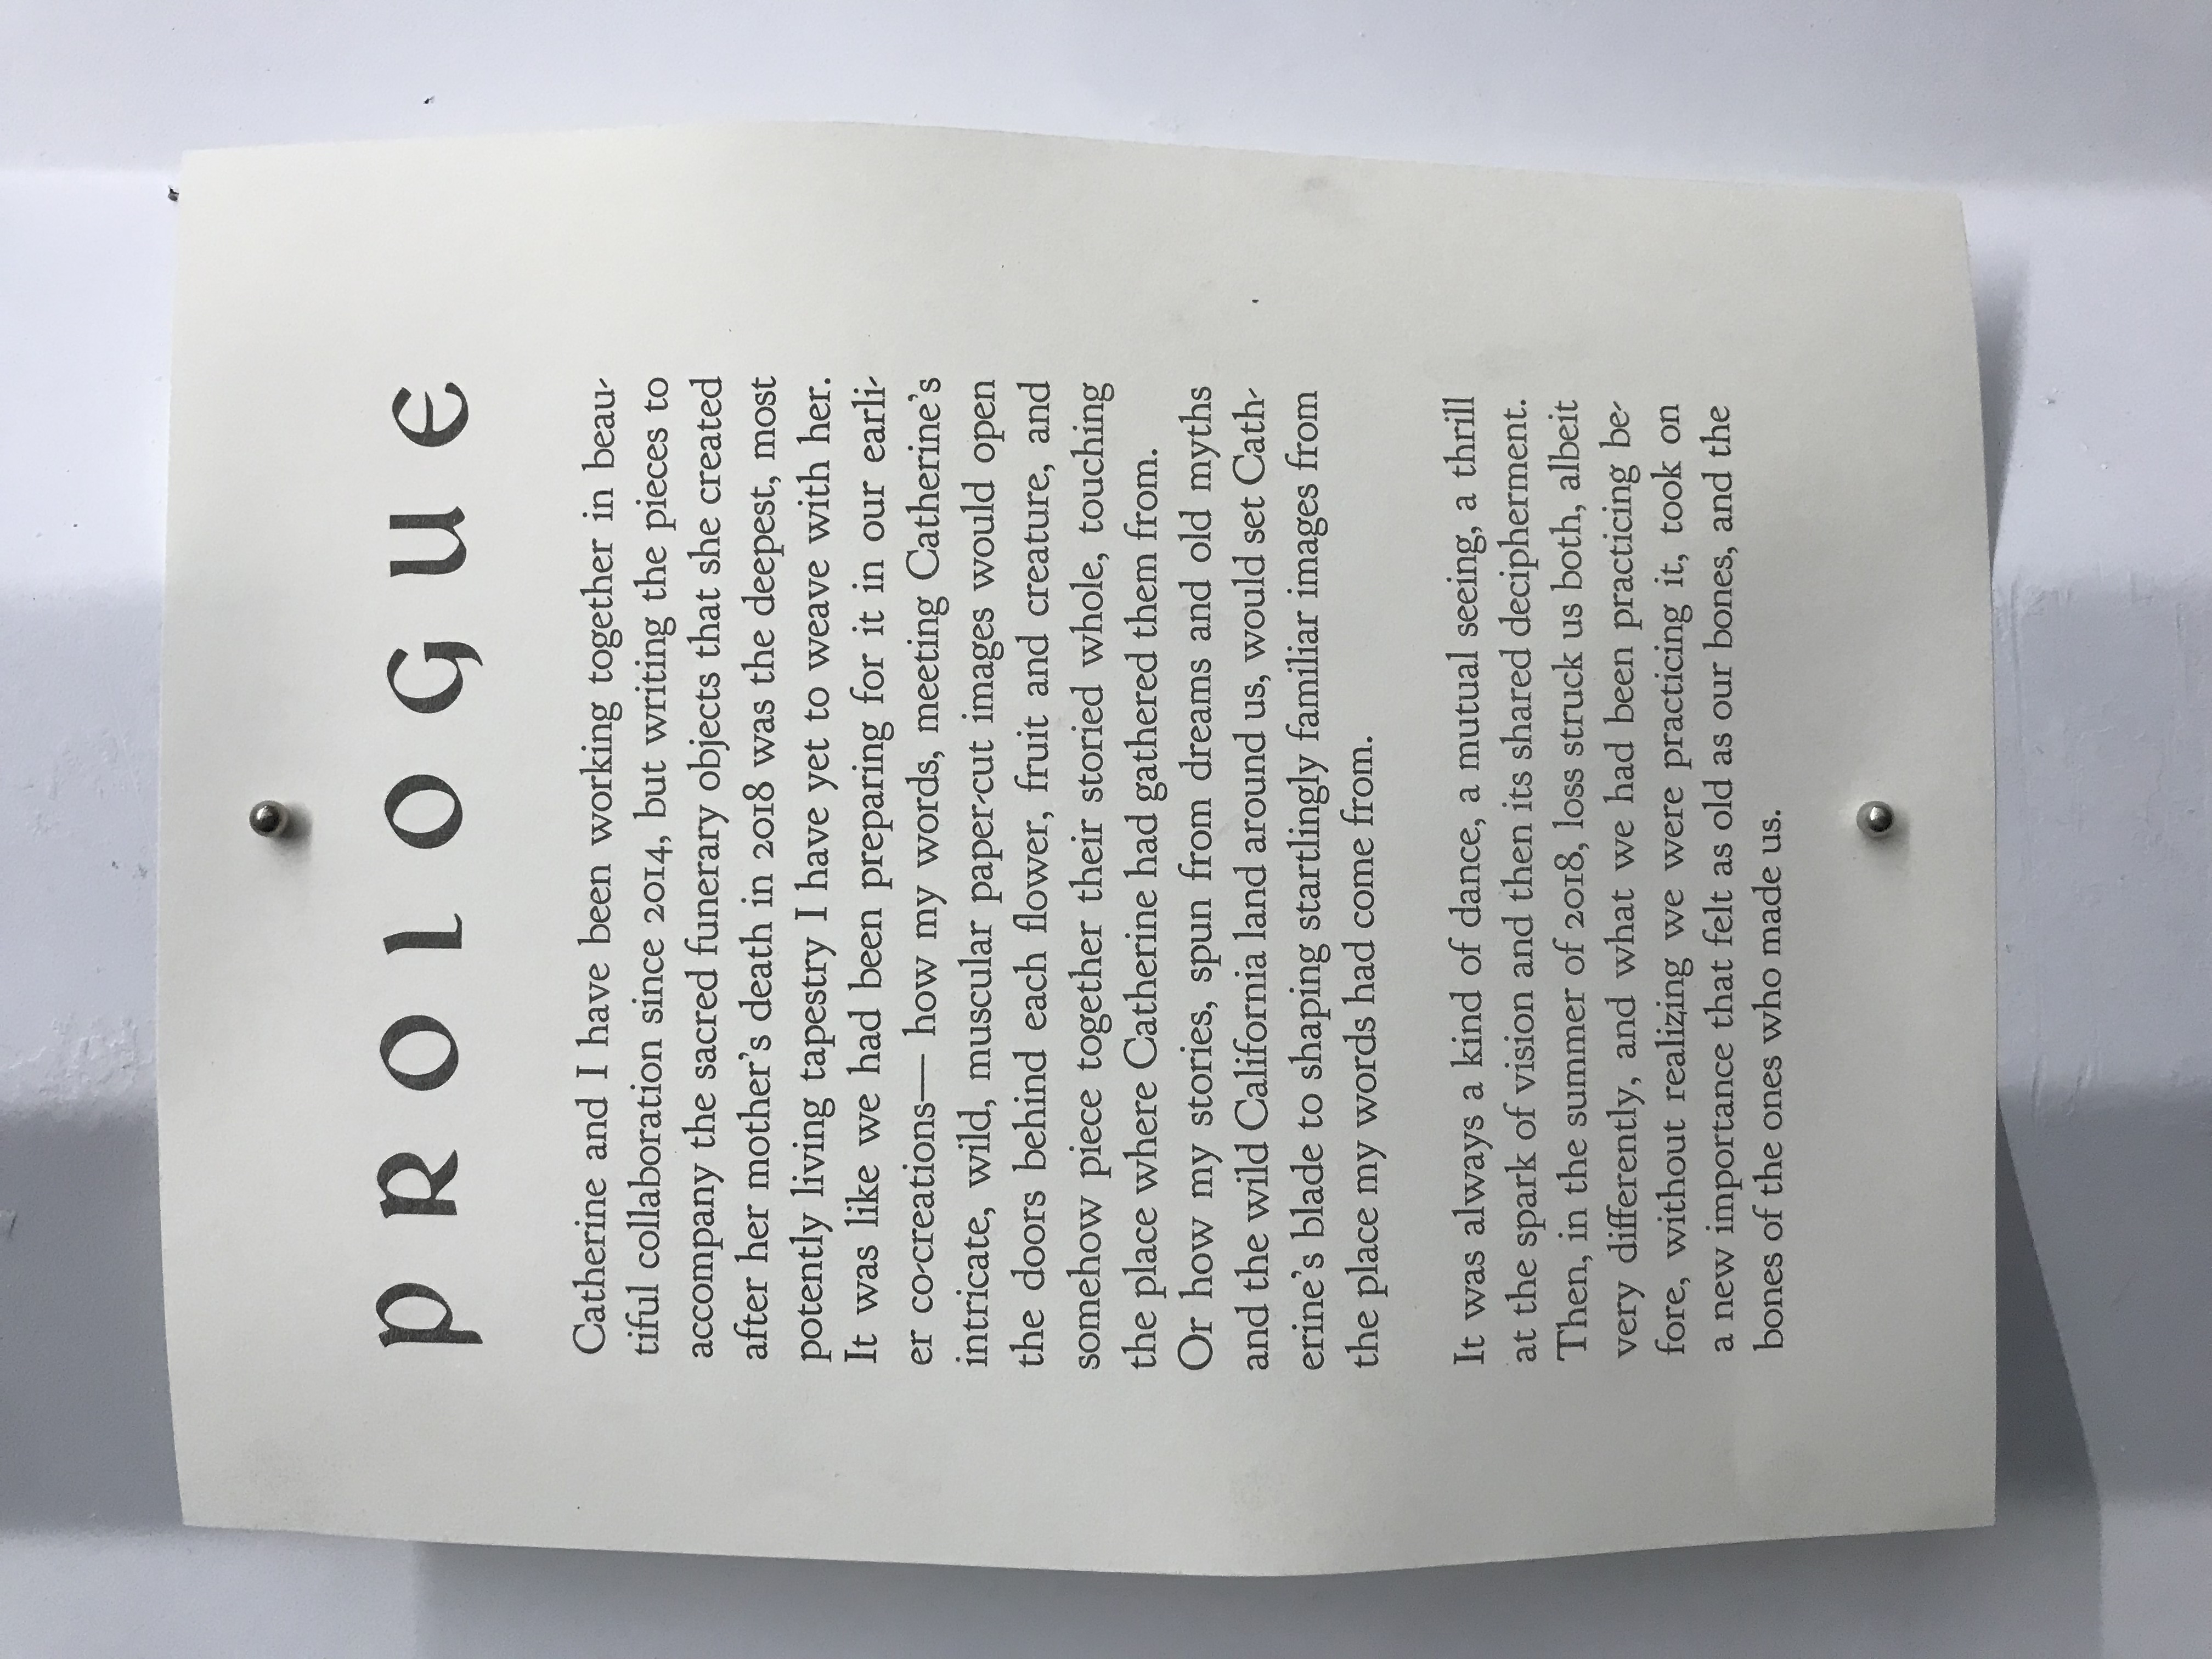 PROLOGUE
Catherine and I have been working together in beau-
tiful collaboration since 2014, but writing the pieces to
accompany the sacred funerary objects that she created
after her mother's death in 2018 was the deepest, most
potently living tapestry I have yet to weave with her.
It was like we had been preparing for it in our earli-
er co-creations— how my words, meeting Catherine's
intricate, wild, muscular paper-cut images would open
the doors behind each flower, fruit and creature, and
somehow piece together their storied whole, touching
the place where Catherine had gathered them from.
Or how my stories, spun from dreams and old myths
and the wild California land around us, would set Cath-
erine's blade to shaping startlingly familiar images from
the place my words had come from.
It was always a kind of dance, a mutual seeing, a thrill
at the spark of vision and then its shared decipherment.
Then, in the summer of 2018, loss struck us both, albeit
very differently, and what we had been practicing be-
fore, without realizing we were practicing it, took on
a new importance that felt as old as our bones, and the
bones of the ones who made us.